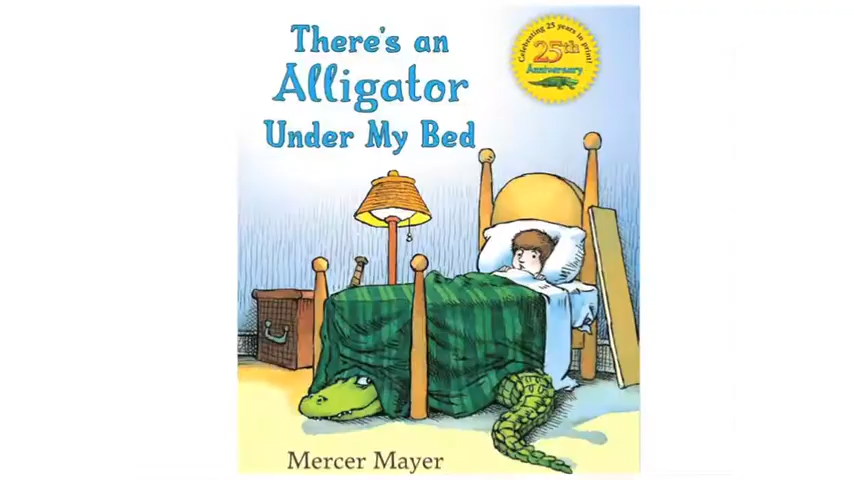 There's an
Alligator
Under My Bed
Celebrating 25 years in print!
25th
Anniversary
Mercer Mayer